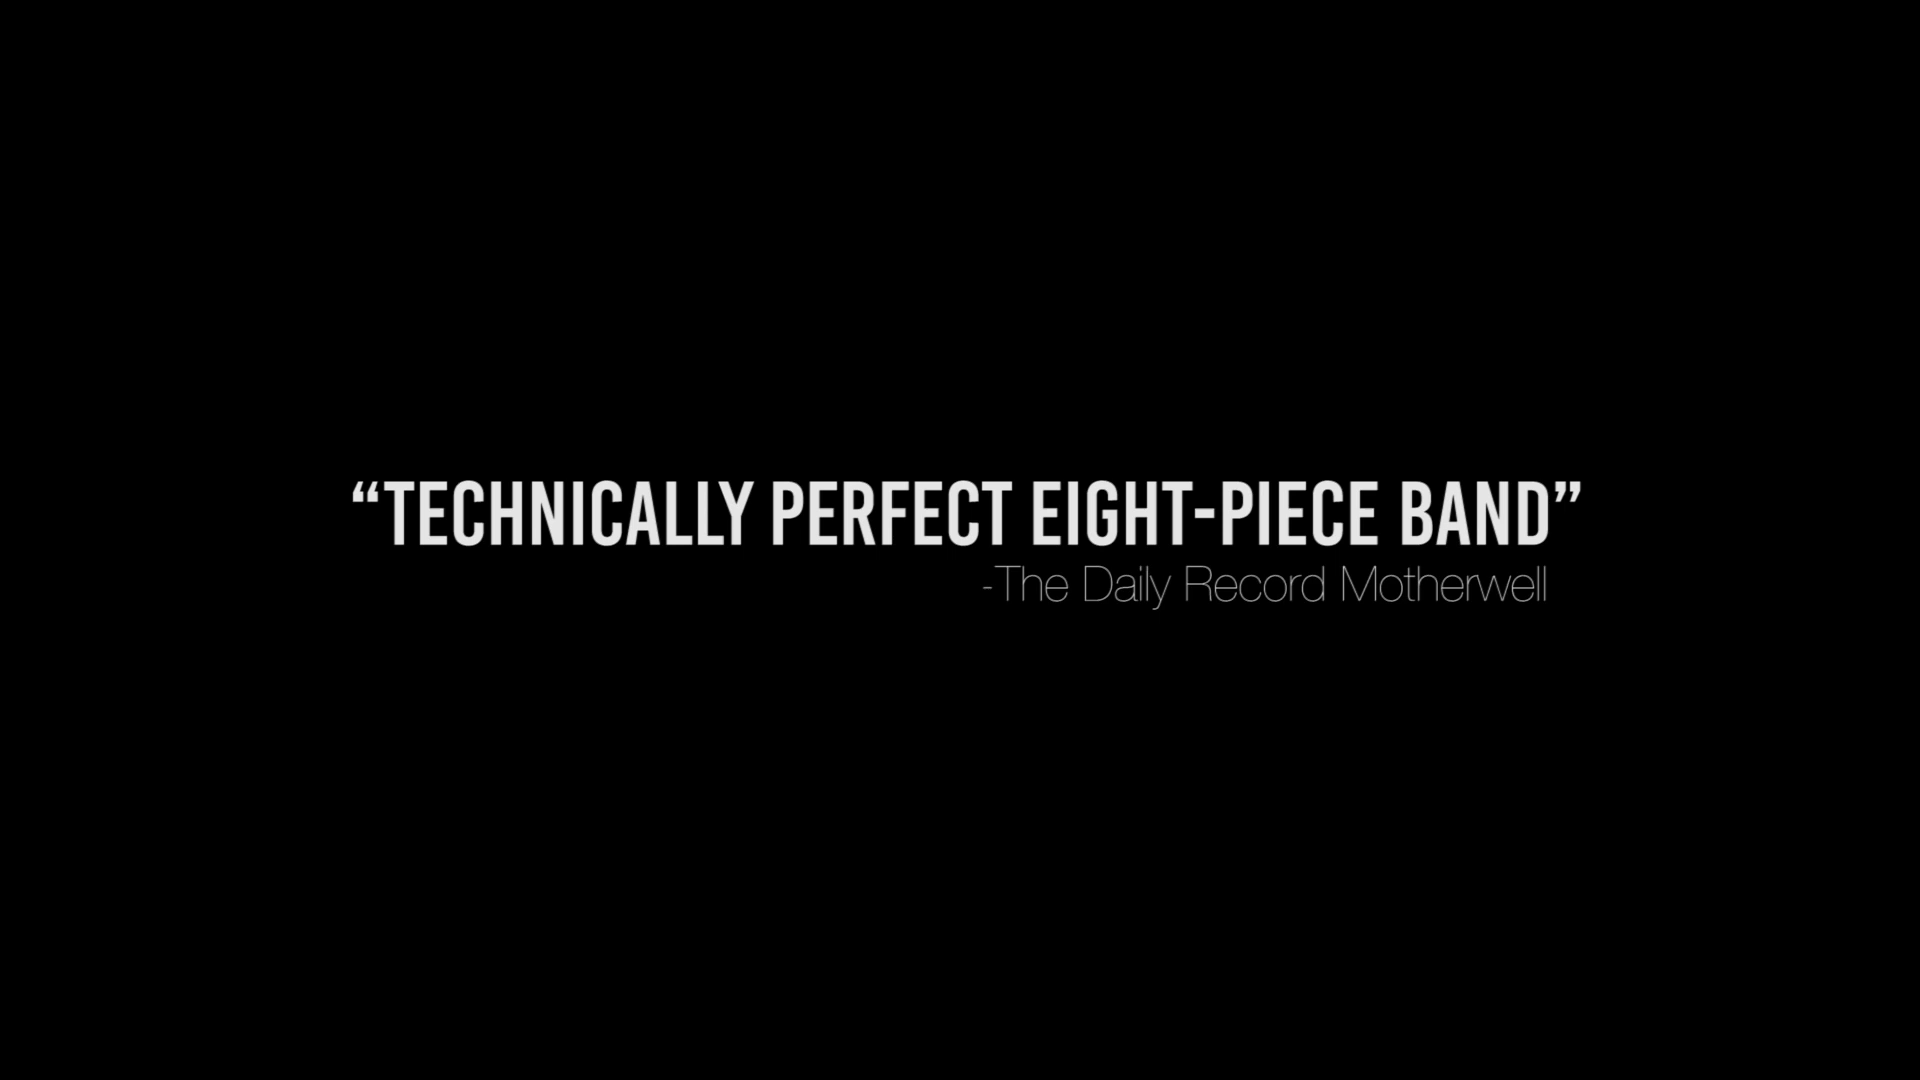 “TECHNICALLY PERFECT EIGHT-PIECE BAND”
-The Daily Record Motherwell